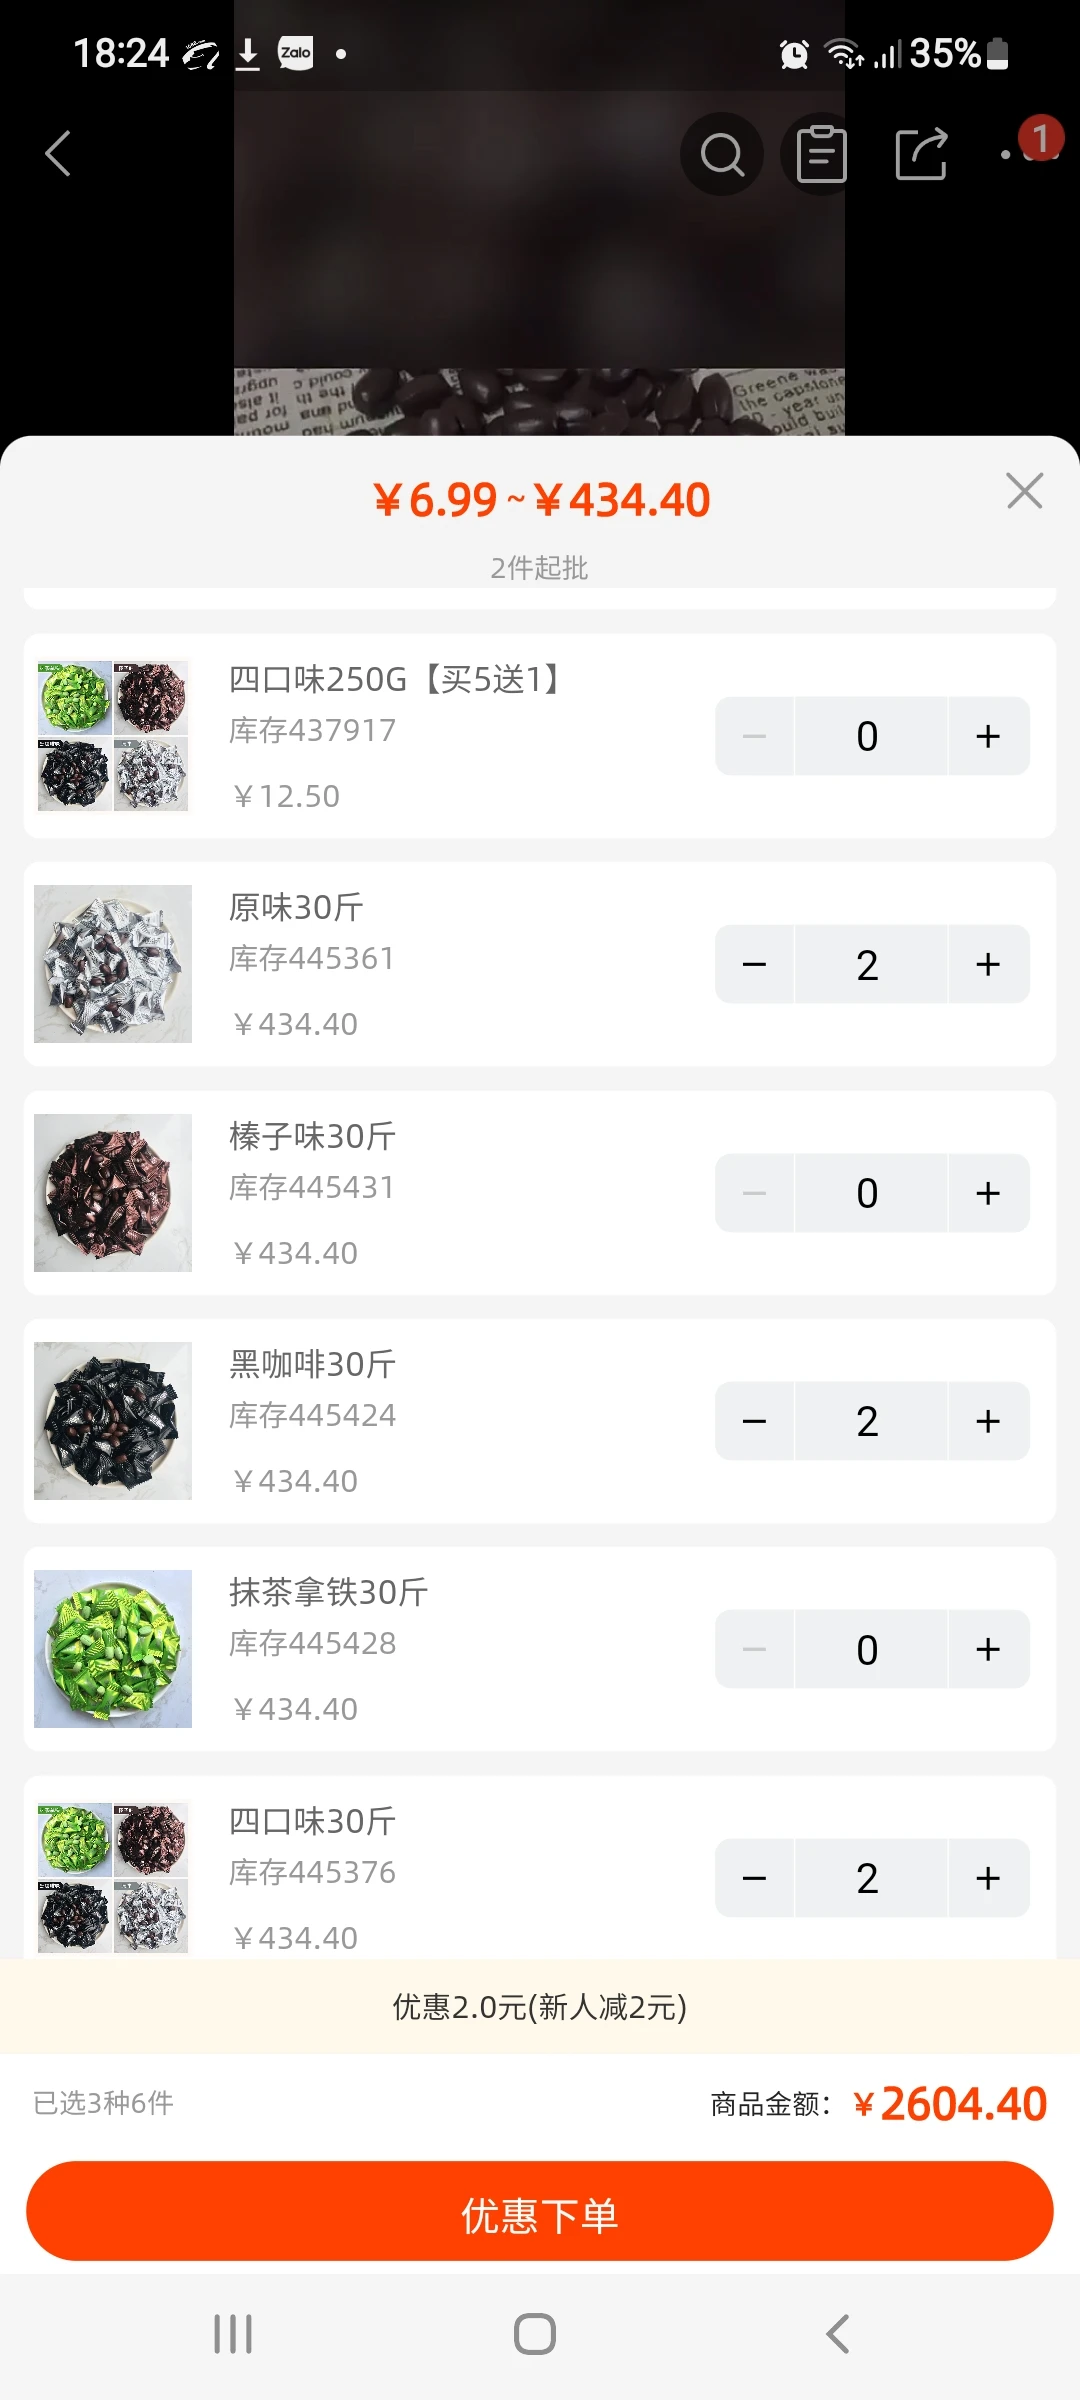 18:24 Zalo 35%
1
Greene
the capstone
D - year un
ould buil
¥6.99~¥434.40
2件起批
四口味250G【买5送1】
库存437917
¥12.50
0
原味30斤
库存445361
¥434.40
2
榛子味30斤
库存445431
¥434.40
0
黑咖啡30斤
库存445424
¥434.40
2
抹茶拿铁30斤
库存445428
¥434.40
0
四口味30斤
库存445376
¥434.40
2
优惠2.0元(新人减2元)
已选3种6件
商品金额：¥2604.40
优惠下单